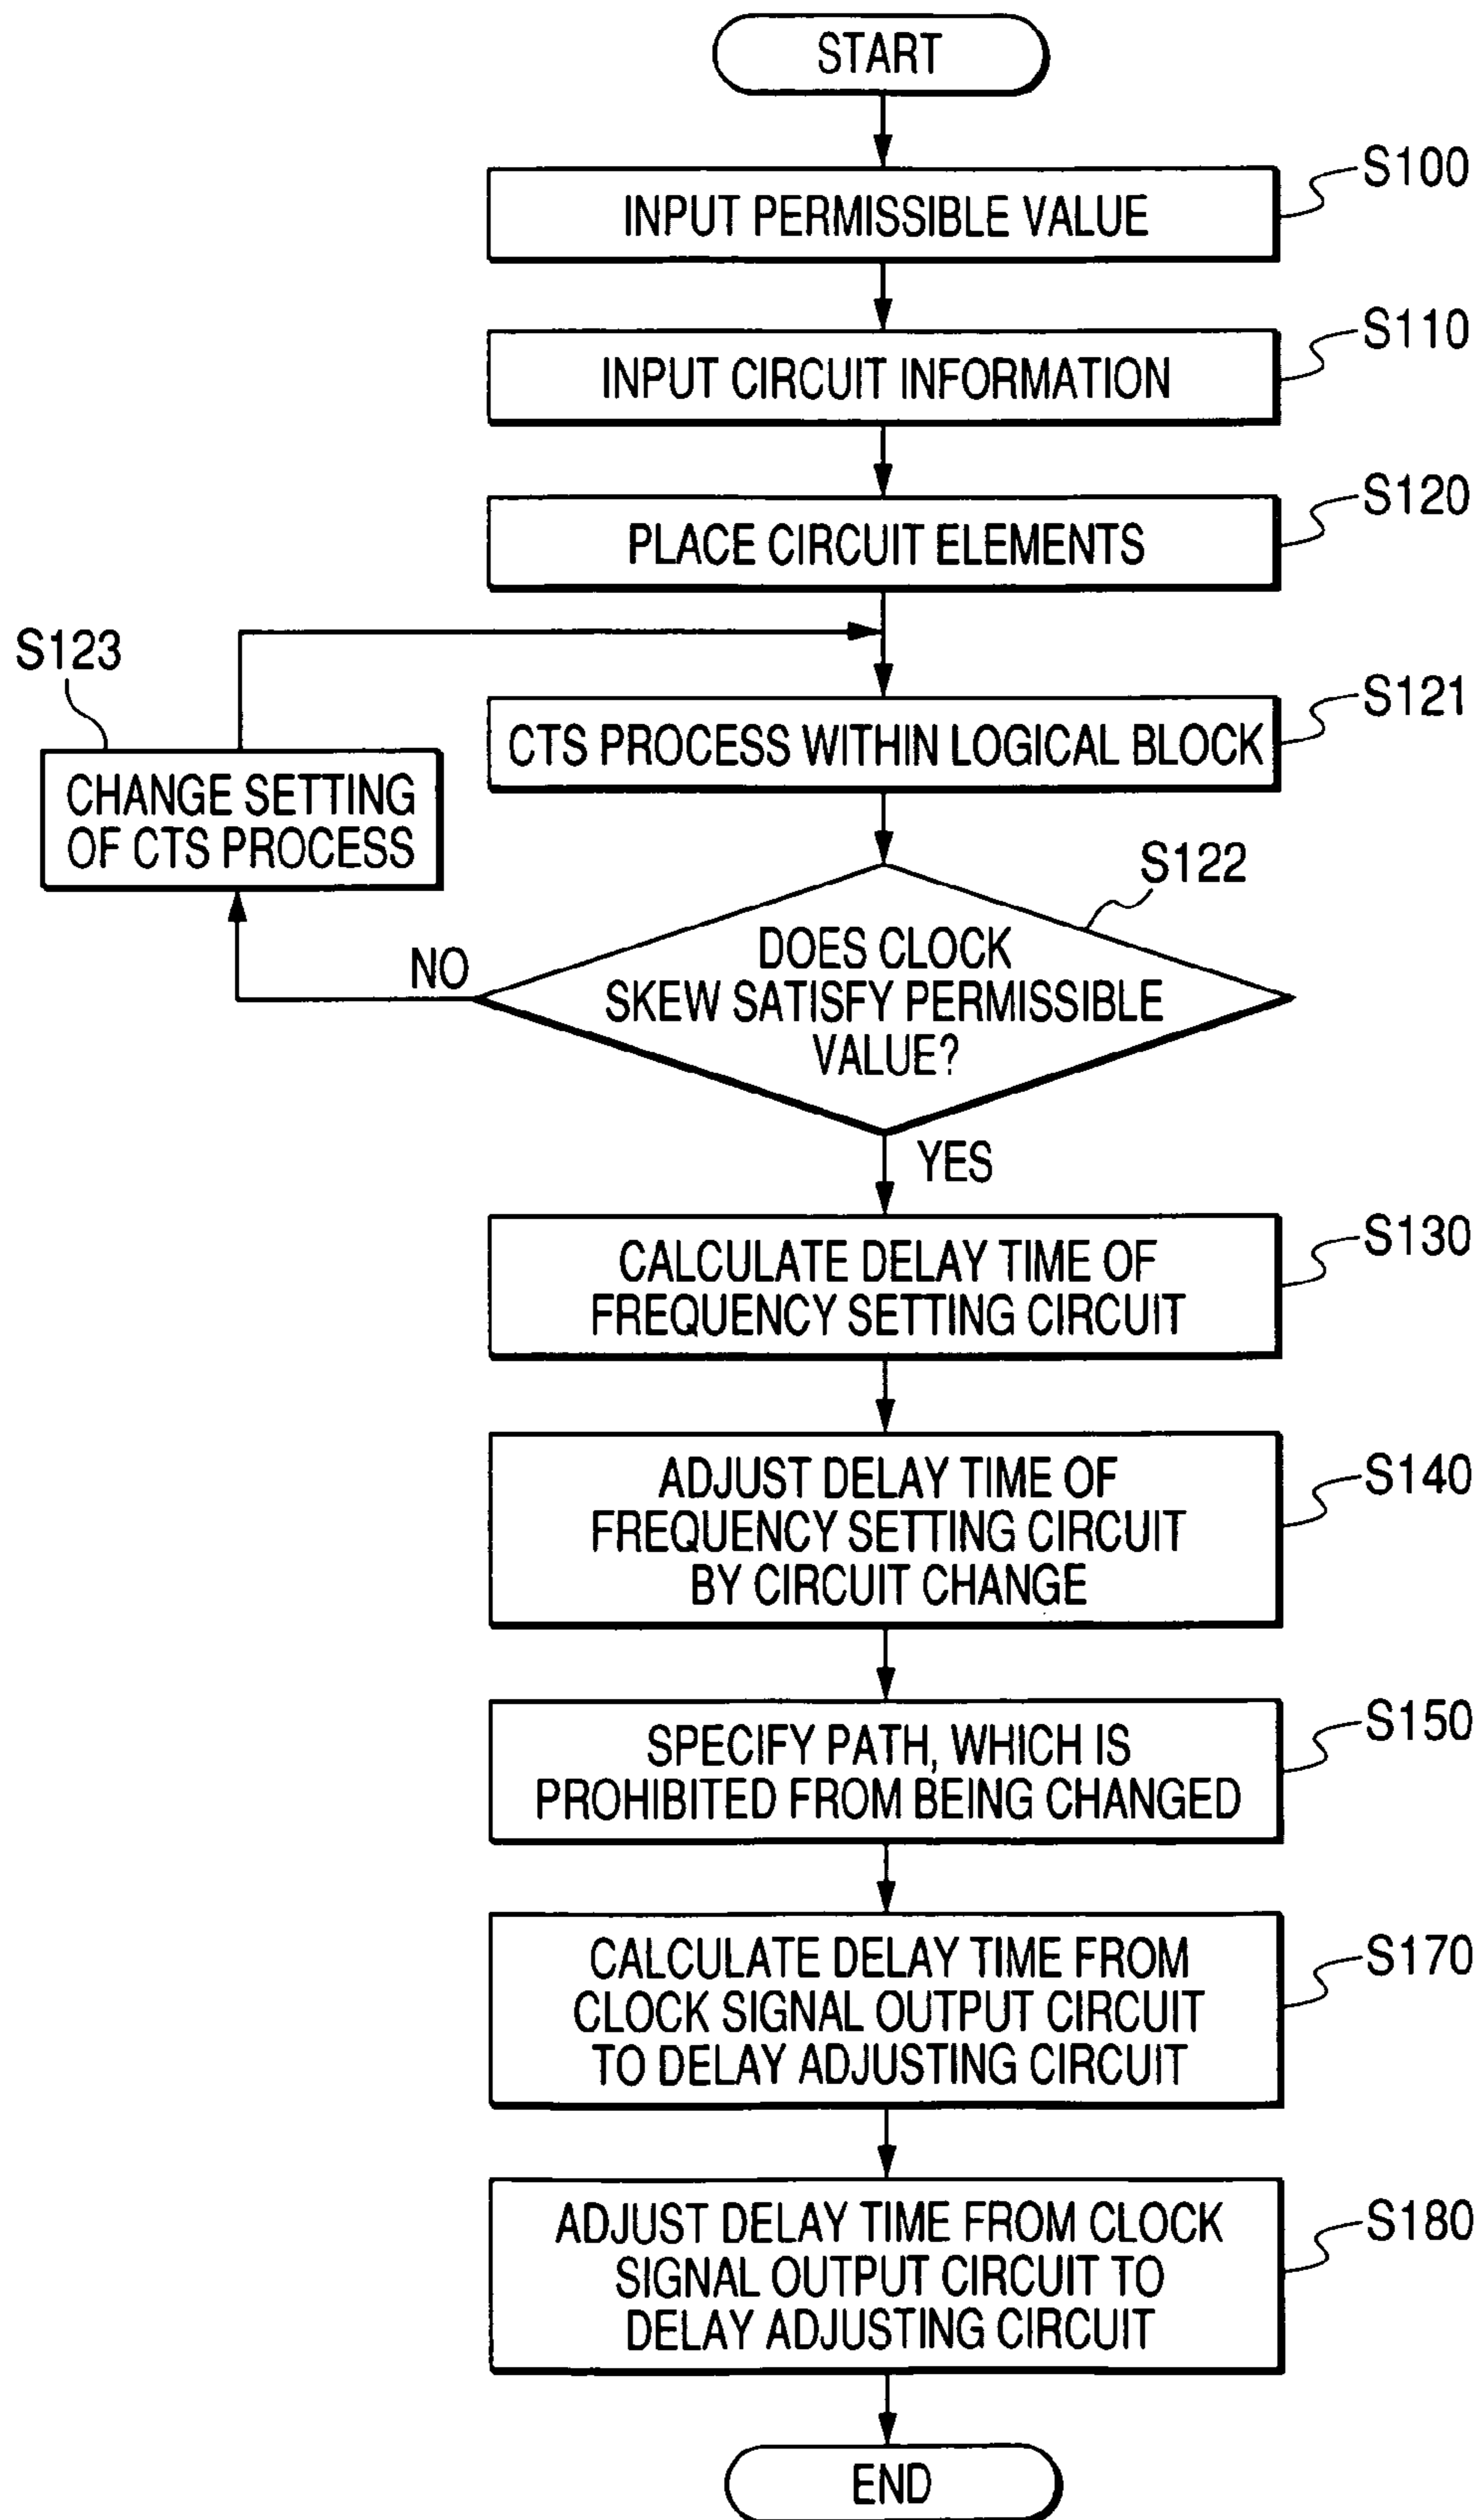 START
S100
INPUT PERMISSIBLE VALUE
S110
INPUT CIRCUIT INFORMATION
S120
PLACE CIRCUIT ELEMENTS
S123
S121
CTS PROCESS WITHIN LOGICAL BLOCK
CHANGE SETTING
OF CTS PROCESS
S122
NO
DOES CLOCK
SKEW SATISFY PERMISSIBLE
VALUE?
YES
S130
CALCULATE DELAY TIME OF
FREQUENCY SETTING CIRCUIT
S140
ADJUST DELAY TIME OF
FREQUENCY SETTING CIRCUIT
BY CIRCUIT CHANGE
S150
SPECIFY PATH, WHICH IS
PROHIBITED FROM BEING CHANGED
S170
CALCULATE DELAY TIME FROM
CLOCK SIGNAL OUTPUT CIRCUIT
TO DELAY ADJUSTING CIRCUIT
S180
ADJUST DELAY TIME FROM CLOCK
SIGNAL OUTPUT CIRCUIT TO
DELAY ADJUSTING CIRCUIT
END